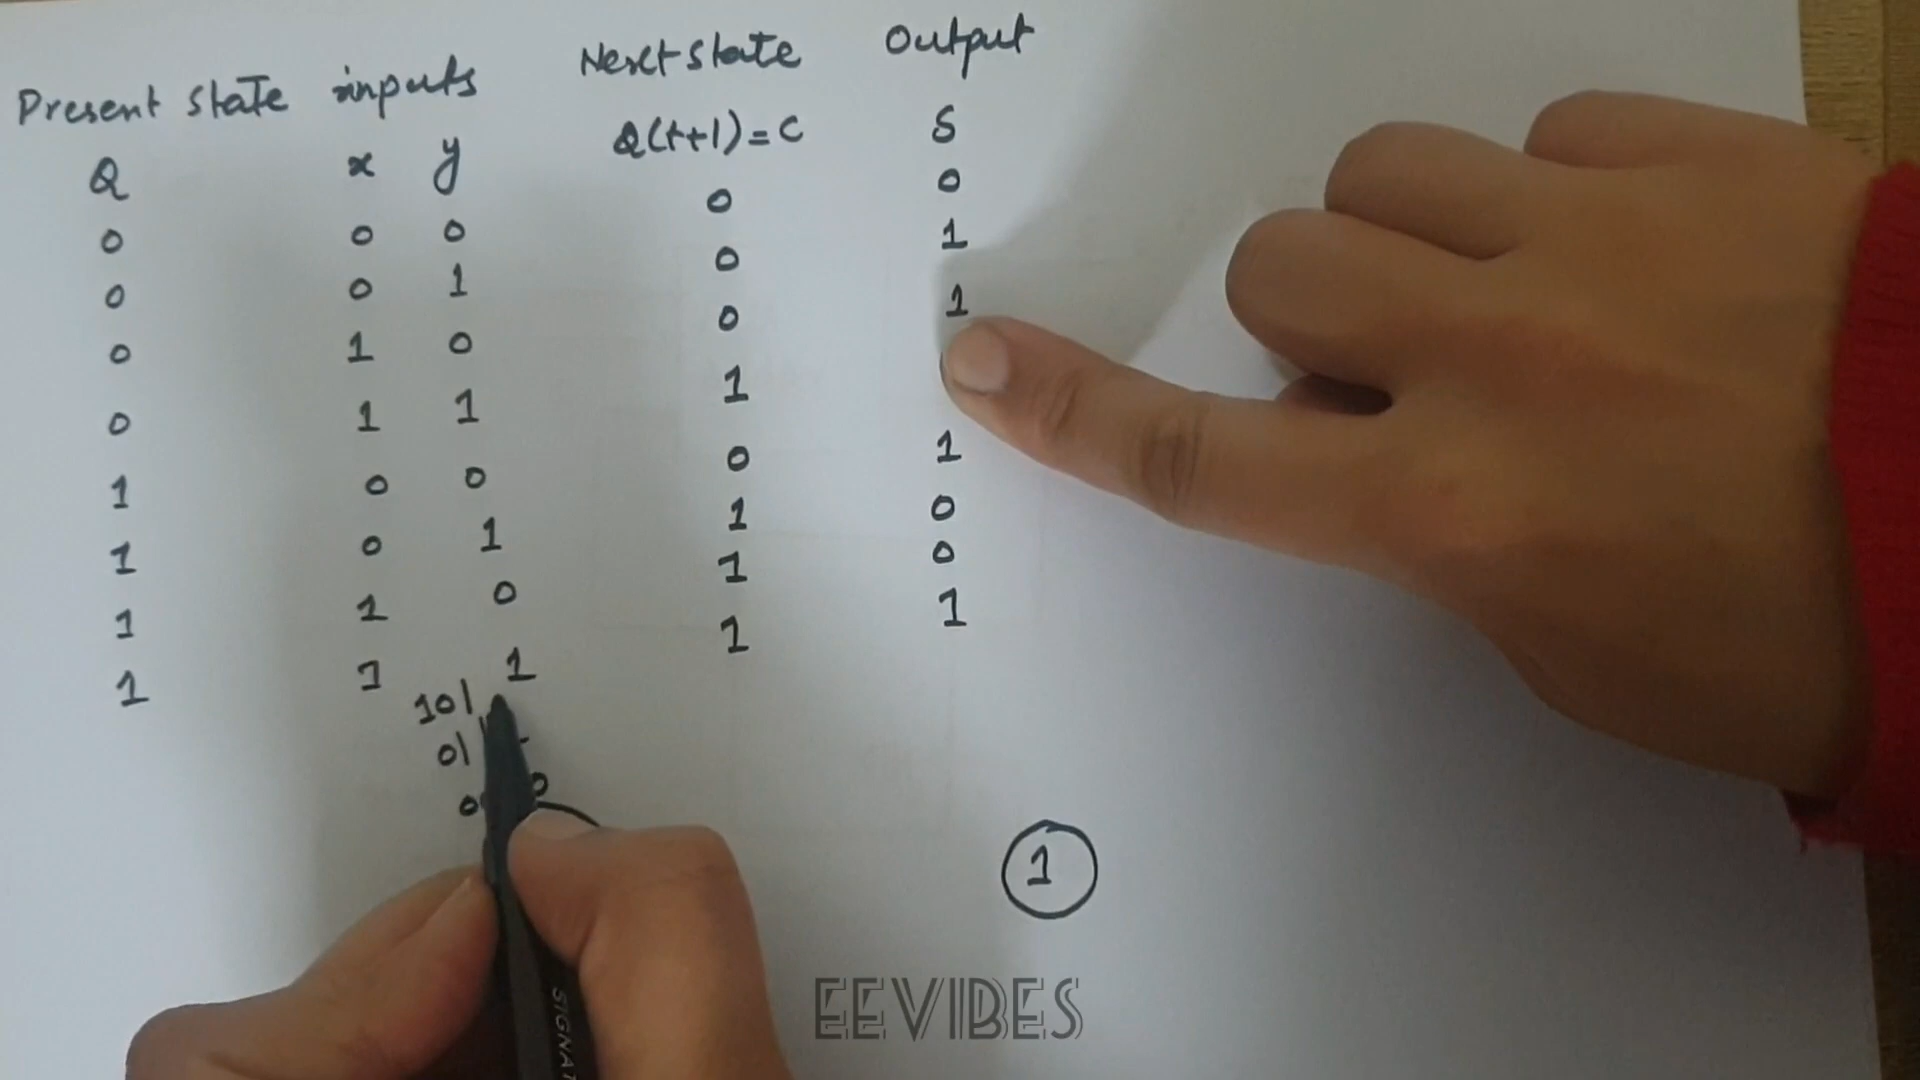 Present state inputs Next state Output
Q x y Q(t+1)=C S
0 0 0 0 0
0 0 1 0 1
0 1 0 0 1
0 1 1 1
1 0 0 0 1
1 0 1 1 0
1 1 0 1 0
1 1 1 1 1
101
01
0 0
1
EEVIBES